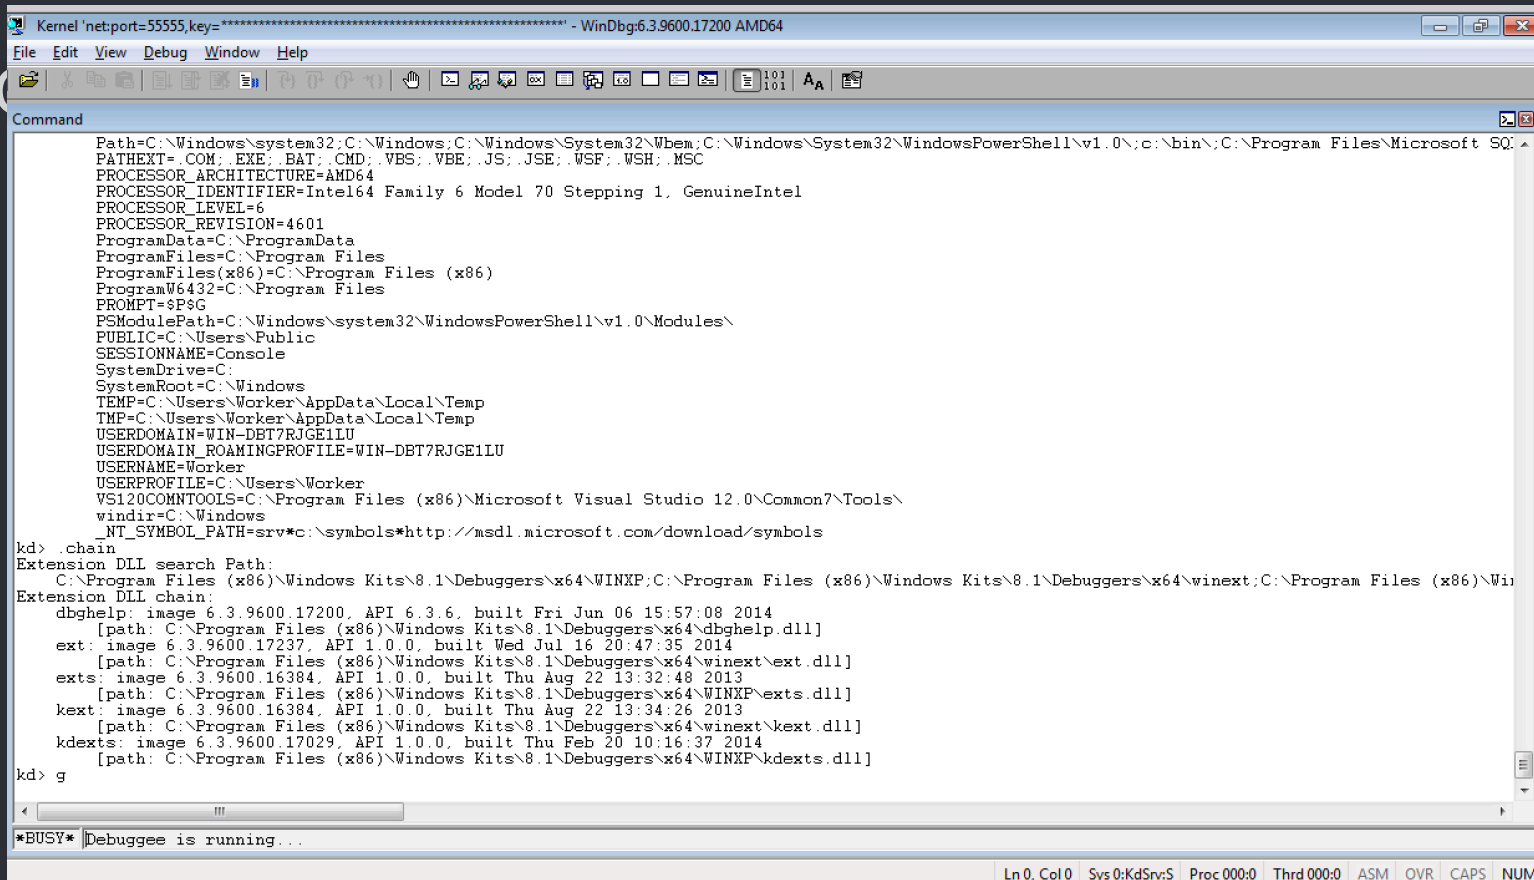 Kernel 'net:port=55555,key=*******************************************************' - WinDbg:6.3.9600.17200 AMD64
File Edit View Debug Window Help
Command
Path=C:\Windows\system32;C:\Windows;C:\Windows\System32\Wbem;C:\Windows\System32\WindowsPowerShell\v1.0\;c:\bin\;C:\Program Files\Microsoft SQ
PATHEXT=.COM;.EXE;.BAT;.CMD;.VBS;.VBE;.JS;.JSE;.WSF;.WSH;.MSC
PROCESSOR_ARCHITECTURE=AMD64
PROCESSOR_IDENTIFIER=Intel64 Family 6 Model 70 Stepping 1, GenuineIntel
PROCESSOR_LEVEL=6
PROCESSOR_REVISION=4601
ProgramData=C:\ProgramData
ProgramFiles=C:\Program Files
ProgramFiles(x86)=C:\Program Files (x86)
ProgramW6432=C:\Program Files
PROMPT=$P$G
PSModulePath=C:\Windows\system32\WindowsPowerShell\v1.0\Modules\
PUBLIC=C:\Users\Public
SESSIONNAME=Console
SystemDrive=C:
SystemRoot=C:\Windows
TEMP=C:\Users\Worker\AppData\Local\Temp
TMP=C:\Users\Worker\AppData\Local\Temp
USERDOMAIN=WIN-DBT7RJGE1LU
USERDOMAIN_ROAMINGPROFILE=WIN-DBT7RJGE1LU
USERNAME=Worker
USERPROFILE=C:\Users\Worker
VS120COMNTOOLS=C:\Program Files (x86)\Microsoft Visual Studio 12.0\Common7\Tools\
windir=C:\Windows
_NT_SYMBOL_PATH=srv*c:\symbols*http://msdl.microsoft.com/download/symbols
kd> .chain
Extension DLL search Path:
C:\Program Files (x86)\Windows Kits\8.1\Debuggers\x64\WINXP;C:\Program Files (x86)\Windows Kits\8.1\Debuggers\x64\winext;C:\Program Files (x86)\Wi
Extension DLL chain:
dbghelp: image 6.3.9600.17200, API 6.3.6, built Fri Jun 06 15:57:08 2014
[path: C:\Program Files (x86)\Windows Kits\8.1\Debuggers\x64\dbghelp.dll]
ext: image 6.3.9600.17237, API 1.0.0, built Wed Jul 16 20:47:35 2014
[path: C:\Program Files (x86)\Windows Kits\8.1\Debuggers\x64\winext\ext.dll]
exts: image 6.3.9600.16384, API 1.0.0, built Thu Aug 22 13:32:48 2013
[path: C:\Program Files (x86)\Windows Kits\8.1\Debuggers\x64\WINXP\exts.dll]
kext: image 6.3.9600.16384, API 1.0.0, built Thu Aug 22 13:34:26 2013
[path: C:\Program Files (x86)\Windows Kits\8.1\Debuggers\x64\winext\kext.dll]
kdexts: image 6.3.9600.17029, API 1.0.0, built Thu Feb 20 10:16:37 2014
[path: C:\Program Files (x86)\Windows Kits\8.1\Debuggers\x64\WINXP\kdexts.dll]
kd> g
*BUSY* Debuggee is running...
Ln 0, Col 0 Sys 0:KdSrv:S Proc 000:0 Thrd 000:0 ASM OVR CAPS NUM